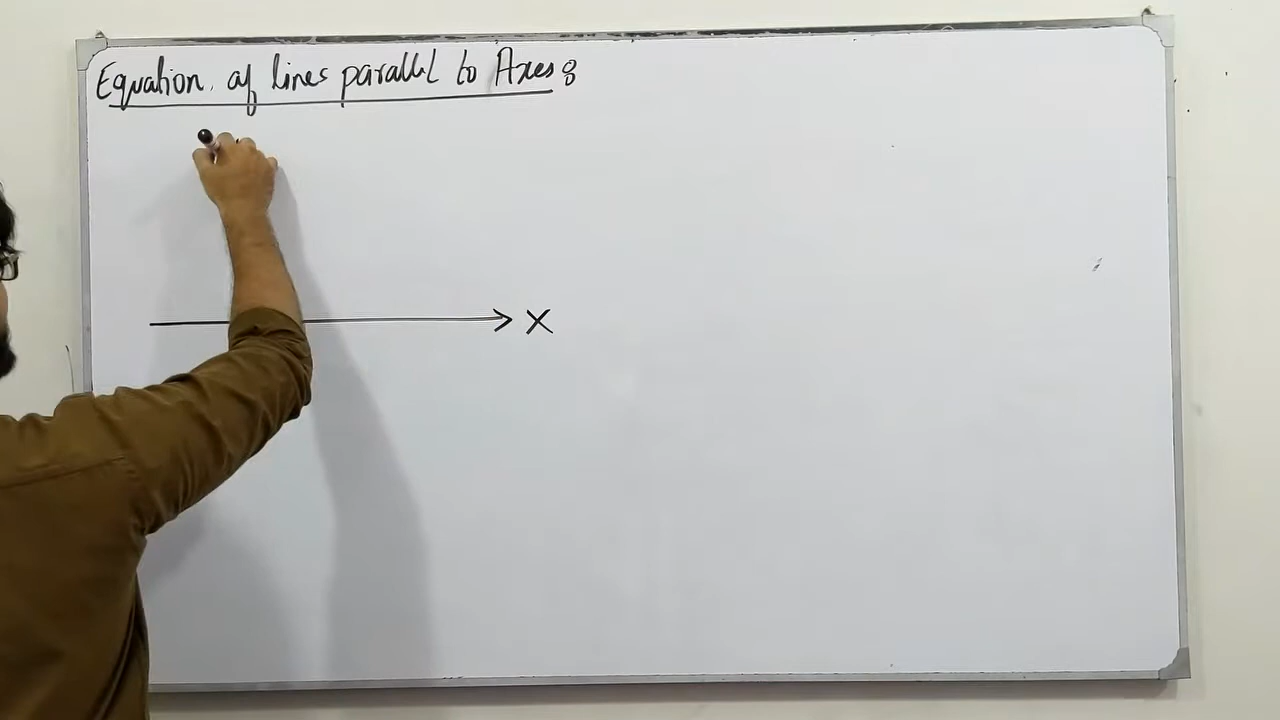 Equation of lines parallel to Axes :
X